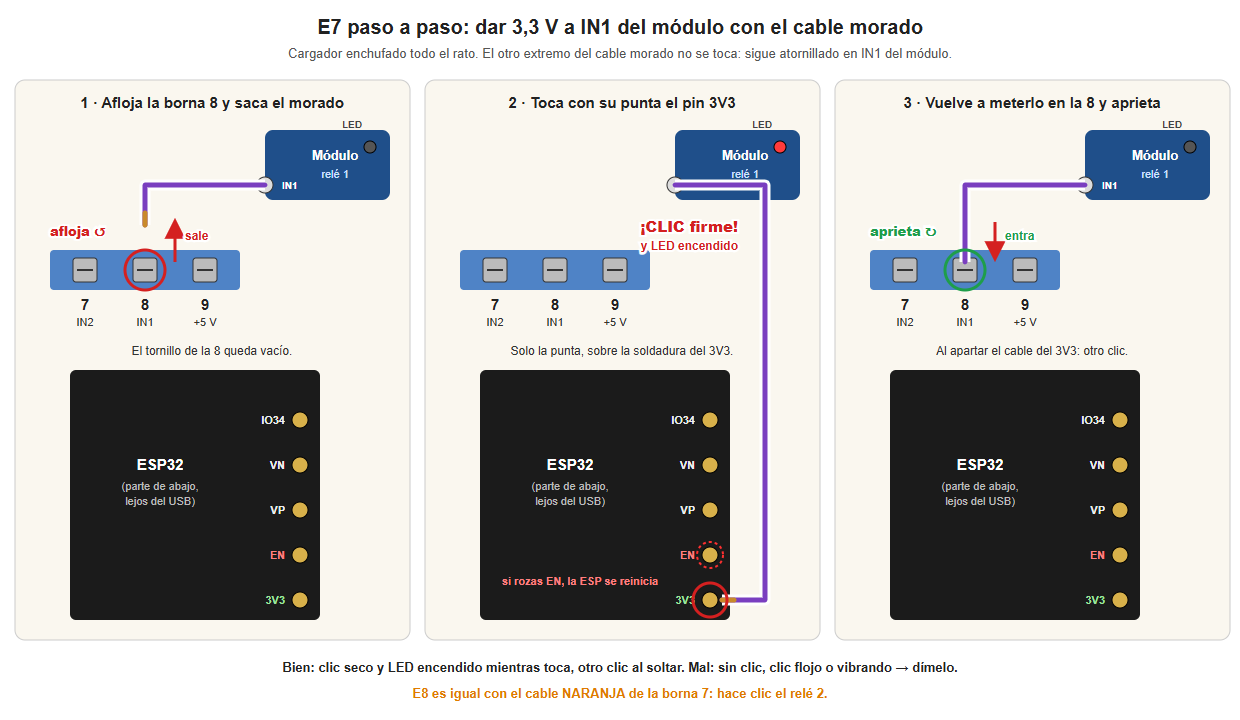 E7 paso a paso: dar 3,3 V a IN1 del módulo con el cable morado
Cargador enchufado todo el rato. El otro extremo del cable morado no se toca: sigue atornillado en IN1 del módulo.
1 · Afloja la borna 8 y saca el morado
LED
Módulo
relé 1
IN1
afloja ↺
sale
7
8
9
IN2
IN1
+5 V
El tornillo de la 8 queda vacío.
IO34
ESP32
VN
(parte de abajo,
lejos del USB)
VP
EN
3V3
2 · Toca con su punta el pin 3V3
LED
Módulo
relé 1
¡CLIC firme!
y LED encendido
7
8
9
IN2
IN1
+5 V
Solo la punta, sobre la soldadura del 3V3.
IO34
ESP32
VN
(parte de abajo,
lejos del USB)
VP
EN
si rozas EN, la ESP se reinicia
3V3
3 · Vuelve a meterlo en la 8 y aprieta
LED
Módulo
relé 1
IN1
aprieta ↻
entra
7
8
9
IN2
IN1
+5 V
Al apartar el cable del 3V3: otro clic.
IO34
ESP32
VN
(parte de abajo,
lejos del USB)
VP
EN
3V3
Bien: clic seco y LED encendido mientras toca, otro clic al soltar. Mal: sin clic, clic flojo o vibrando → dímelo.
E8 es igual con el cable NARANJA de la borna 7: hace clic el relé 2.